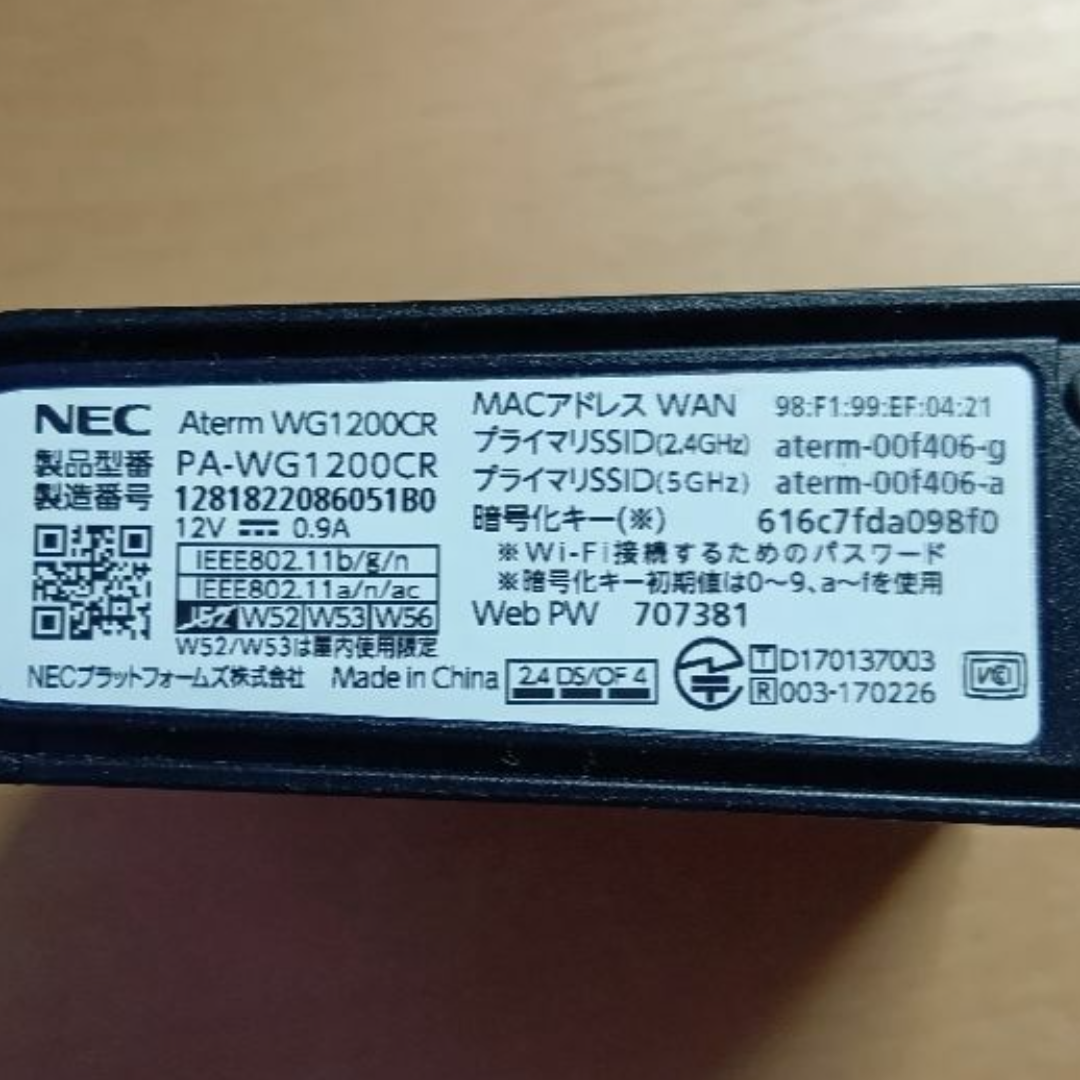 NEC Aterm WG1200CR
製品型番 PA-WG1200CR
製造番号 1281822086051B0
12V 0.9A
IEEE802.11b/g/n
IEEE802.11a/n/ac
J52 W52 W53 W56
W52/W53は屋内使用限定
NECプラットフォームズ株式会社 Made in China
MACアドレス WAN 98:F1:99:EF:04:21
プライマリSSID(2.4GHz) aterm-00f406-g
プライマリSSID(5GHz) aterm-00f406-a
暗号化キー(※) 616c7fda098f0
※Wi-Fi接続するためのパスワード
※暗号化キー初期値は0～9、a～fを使用
Web PW 707381
2.4 DS/OF 4
T D170137003
R 003-170226
VCCI